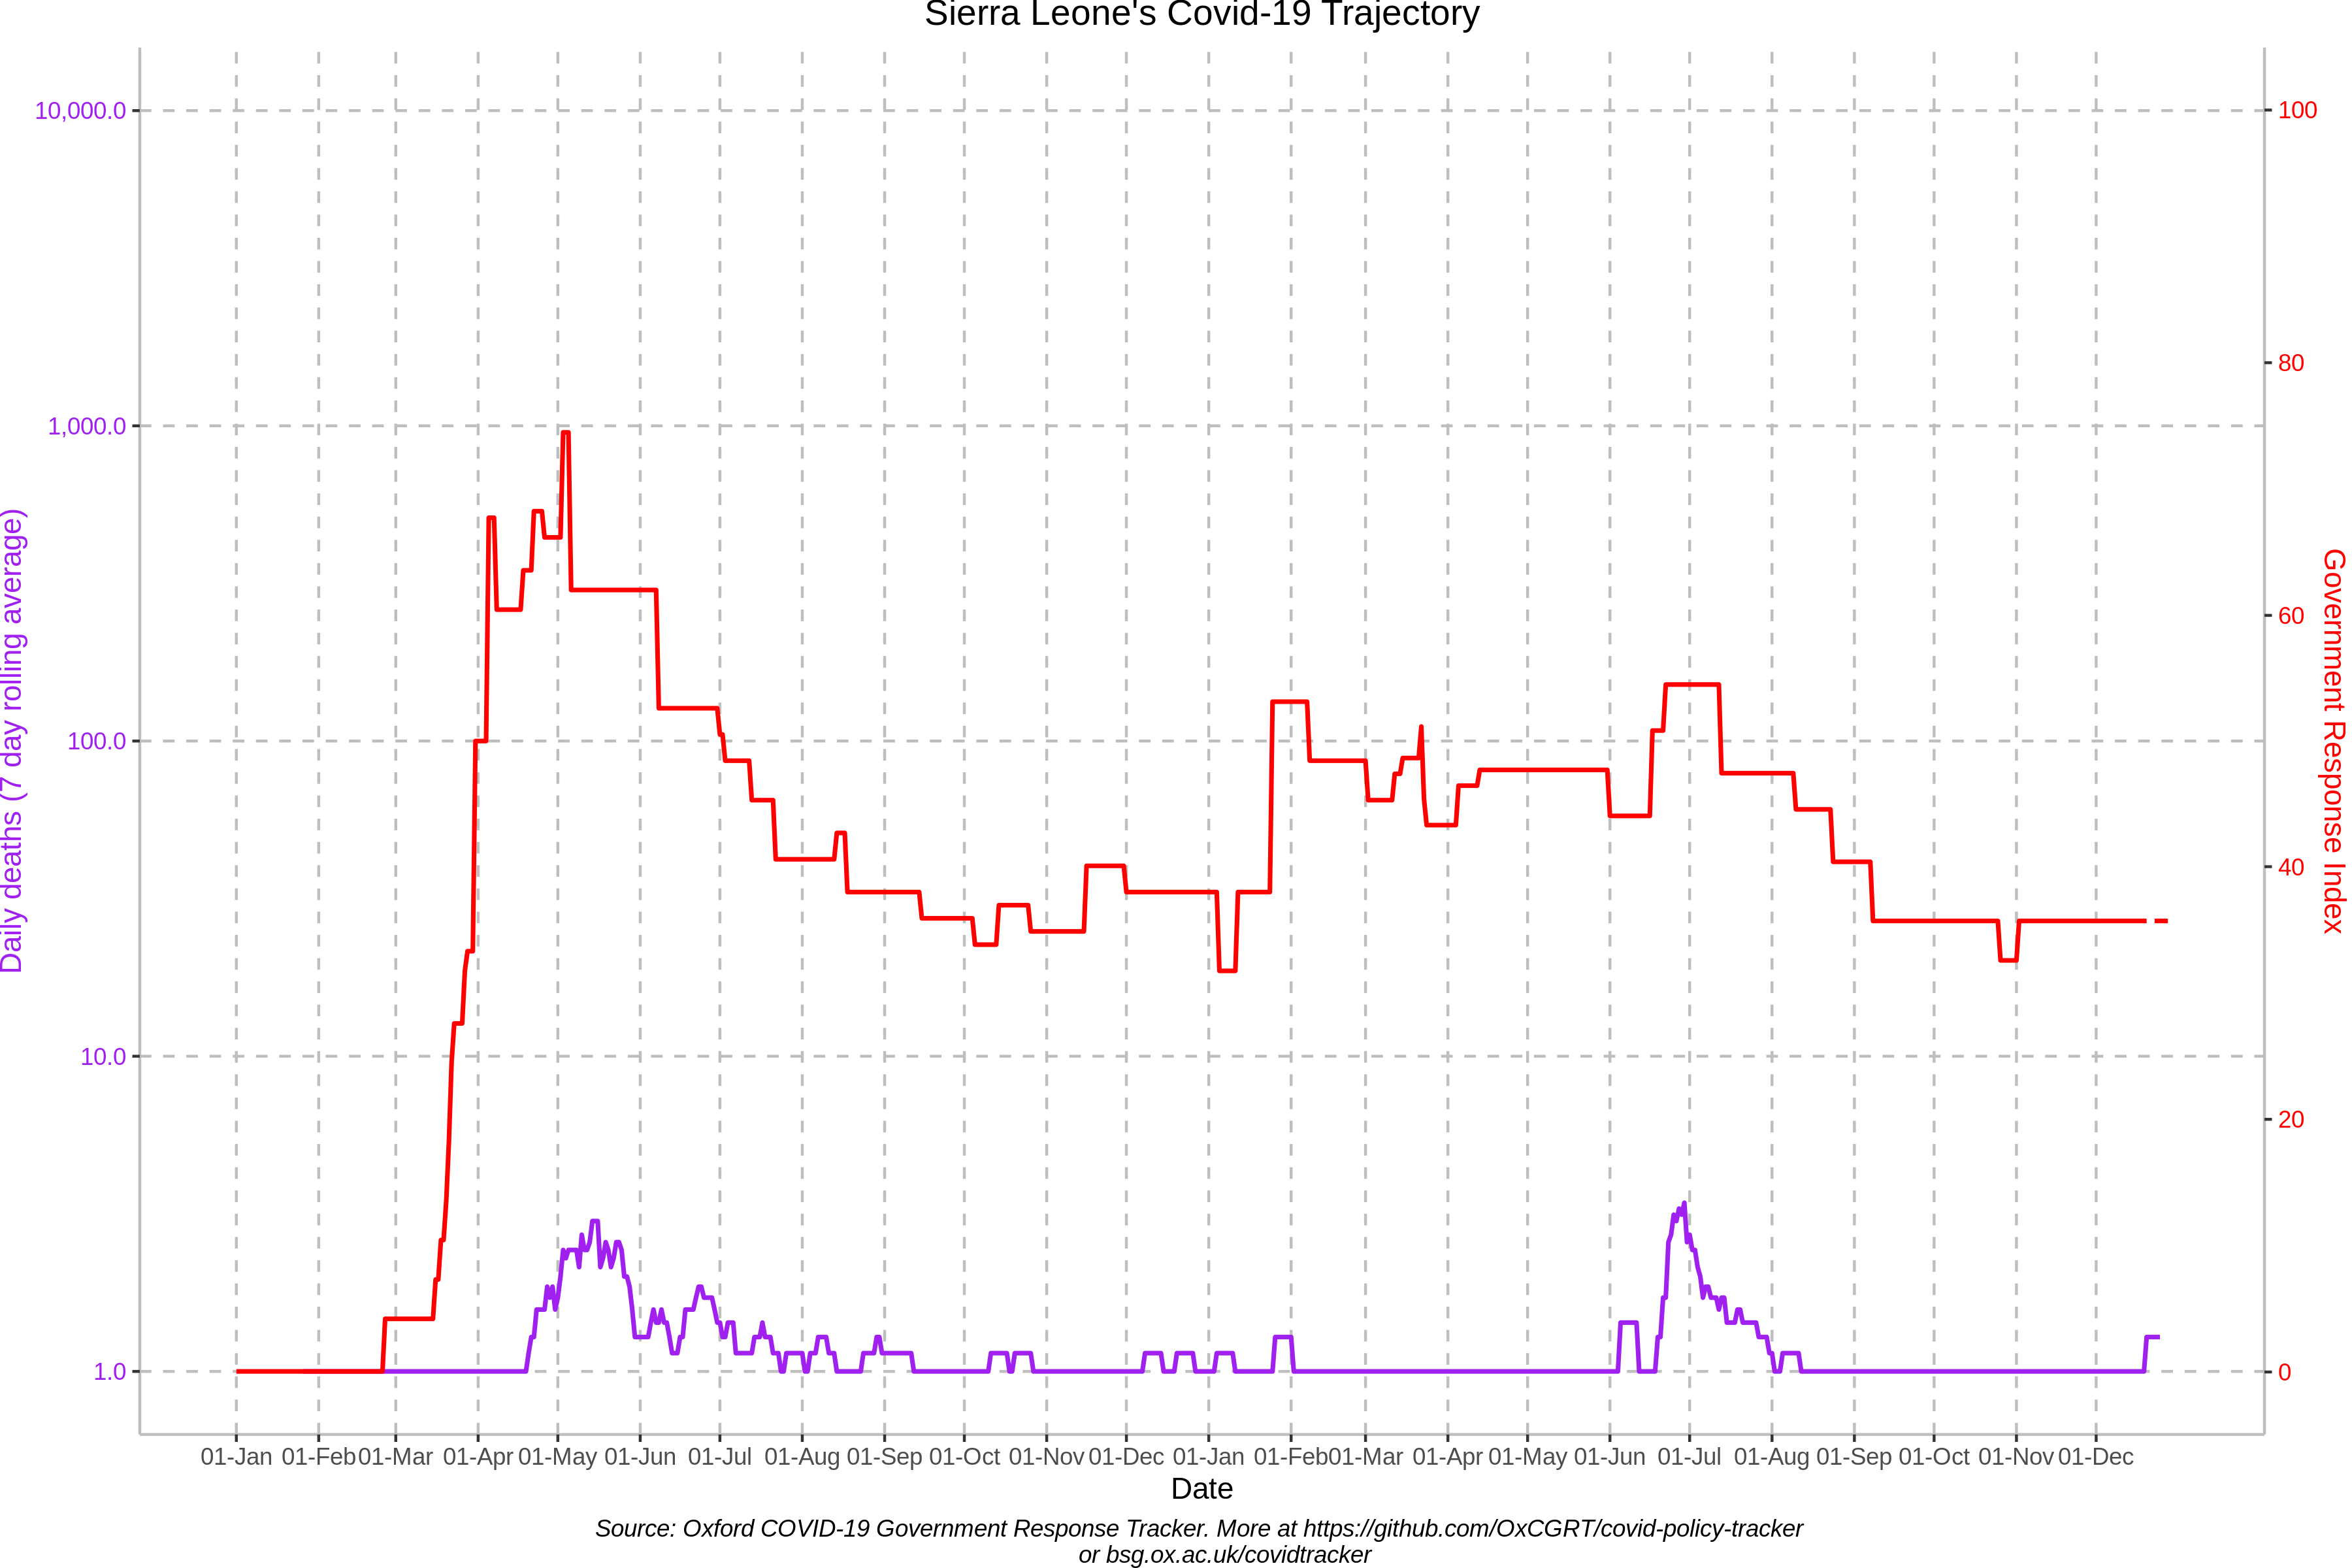 Sierra Leone's Covid-19 Trajectory
10,000.0
1,000.0
100.0
10.0
1.0
Daily deaths (7 day rolling average)
100
80
60
40
20
0
Government Response Index
01-Jan 01-Feb 01-Mar 01-Apr 01-May 01-Jun 01-Jul 01-Aug 01-Sep 01-Oct 01-Nov 01-Dec 01-Jan 01-Feb 01-Mar 01-Apr 01-May 01-Jun 01-Jul 01-Aug 01-Sep 01-Oct 01-Nov 01-Dec
Date
Source: Oxford COVID-19 Government Response Tracker. More at https://github.com/OxCGRT/covid-policy-tracker
or bsg.ox.ac.uk/covidtracker